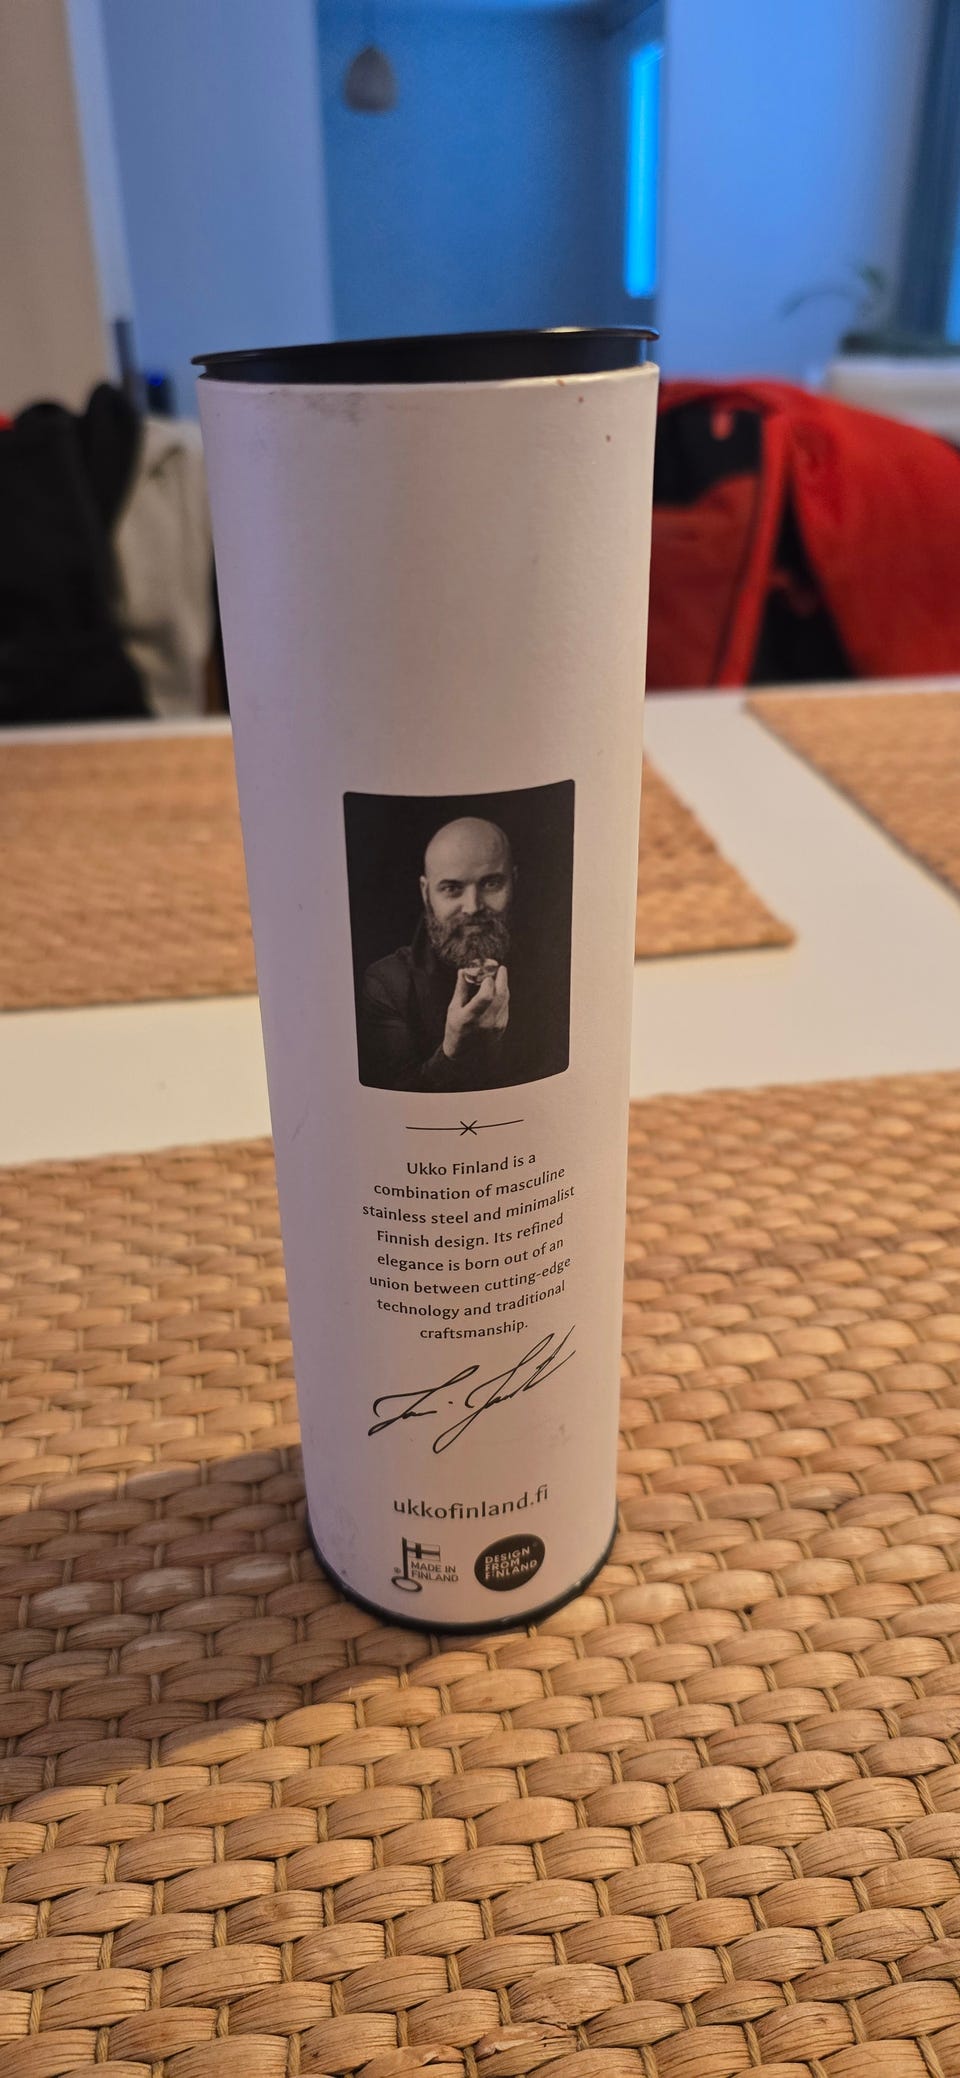 Ukko Finland is a
combination of masculine
stainless steel and minimalist
Finnish design. Its refined
elegance is born out of an
union between cutting-edge
technology and traditional
craftsmanship.
ukkofinland.fi
MADE IN
FINLAND
DESIGN
FROM
FINLAND